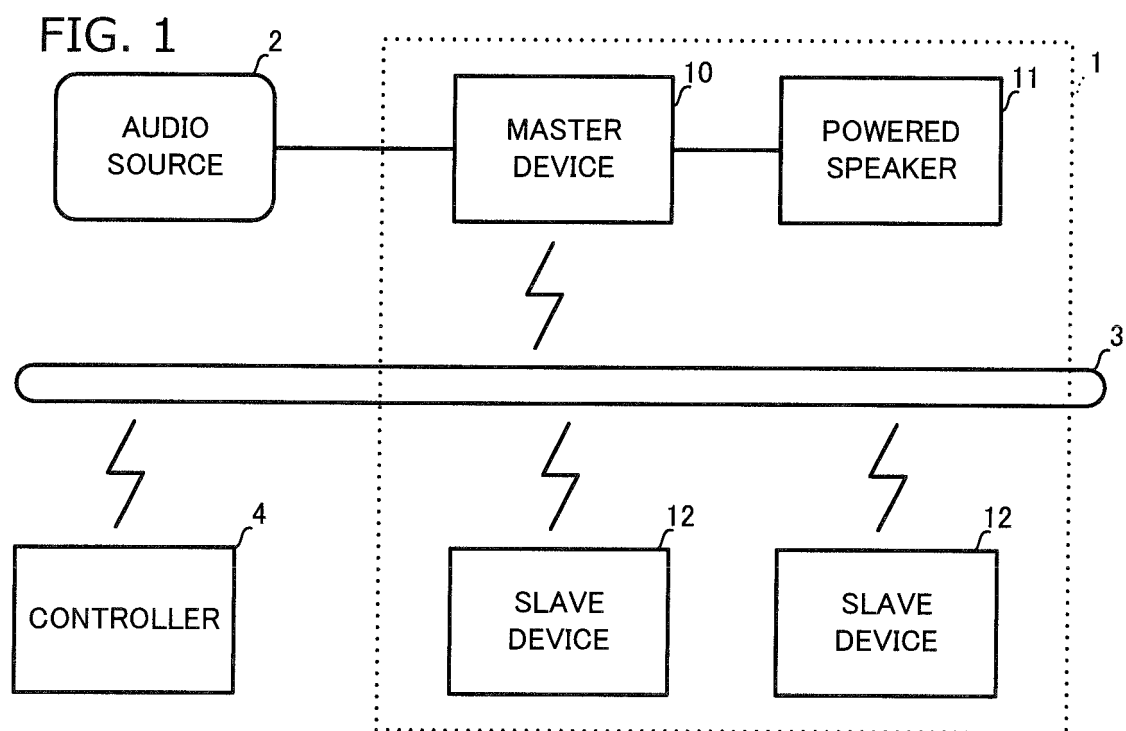 FIG. 1
2
10
11
1
AUDIO
SOURCE
MASTER
DEVICE
POWERED
SPEAKER
3
4
12
12
CONTROLLER
SLAVE
DEVICE
SLAVE
DEVICE